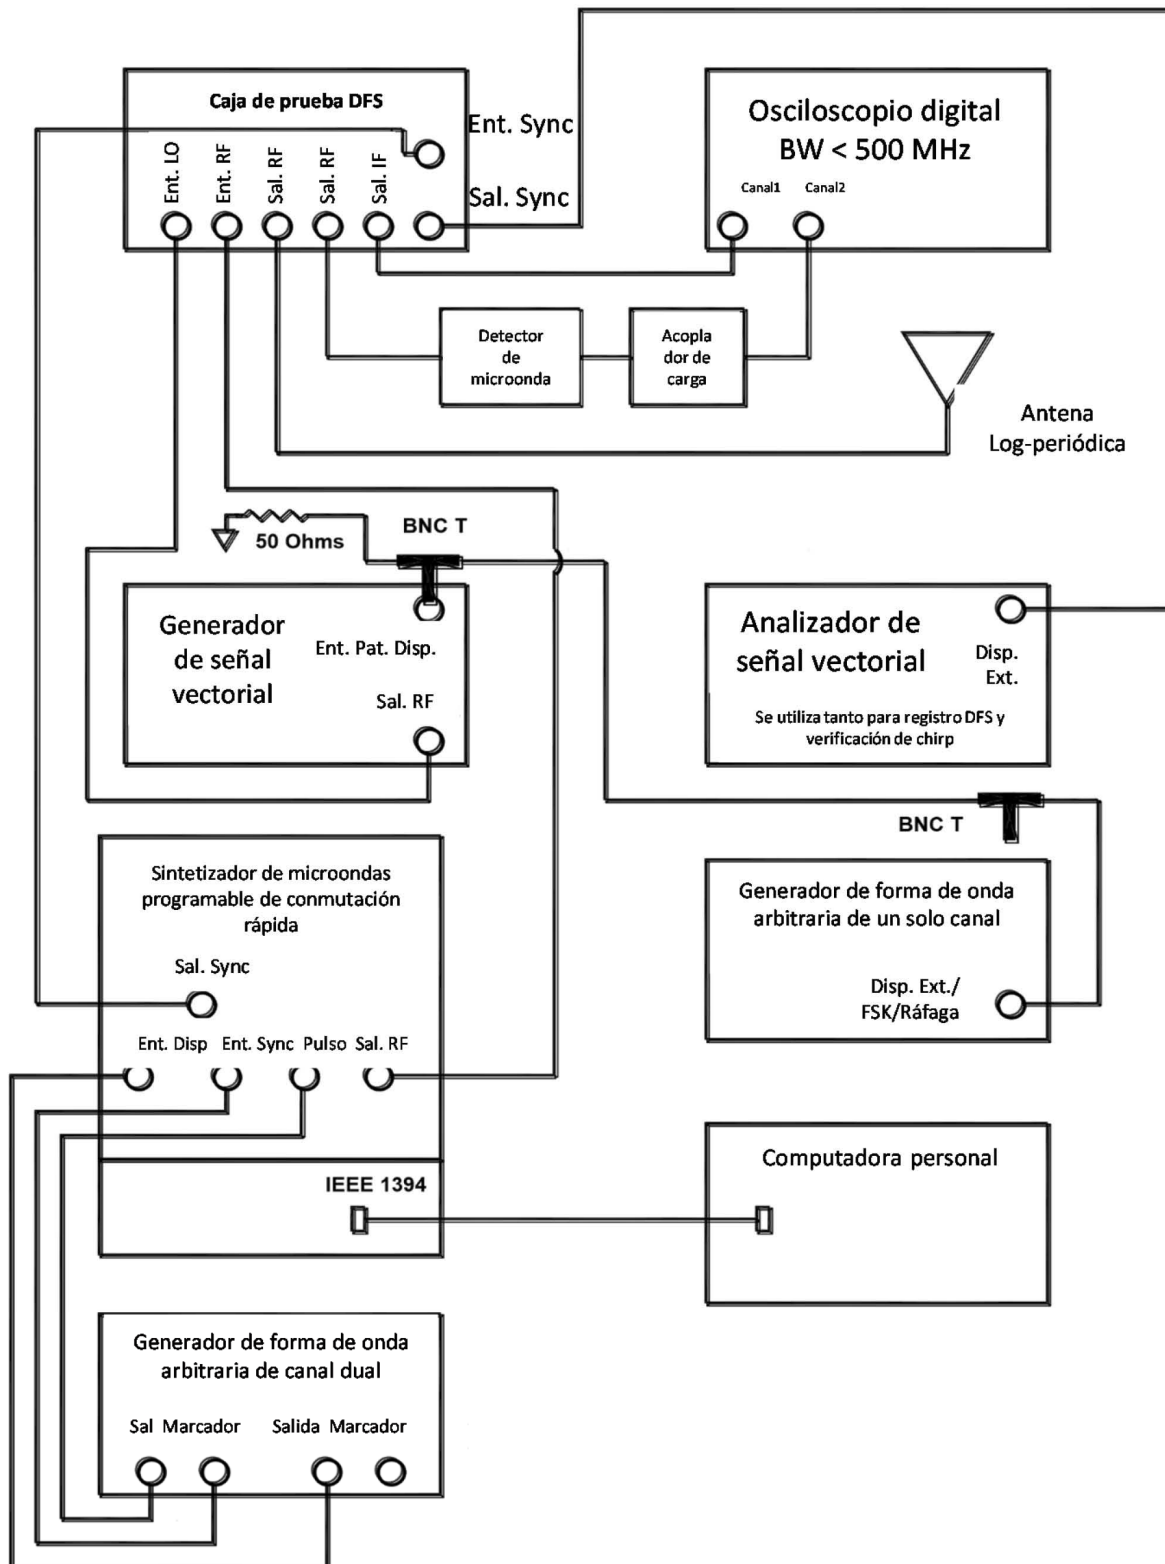 Caja de prueba DFS
Ent. LO
Ent. RF
Sal. RF
Sal. RF
Sal. IF
Ent. Sync
Sal. Sync
Osciloscopio digital
BW < 500 MHz
Canal1
Canal2
Detector
de
microonda
Acopla
dor de
carga
Antena
Log-periódica
50 Ohms
BNC T
Generador
de señal
vectorial
Ent. Pat. Disp.
Sal. RF
Analizador de
señal vectorial
Disp.
Ext.
Se utiliza tanto para registro DFS y
verificación de chirp
BNC T
Sintetizador de microondas
programable de conmutación
rápida
Sal. Sync
Ent. Disp Ent. Sync Pulso Sal. RF
IEEE 1394
Generador de forma de onda
arbitraria de un solo canal
Disp. Ext./
FSK/Ráfaga
Computadora personal
Generador de forma de onda
arbitraria de canal dual
Sal Marcador Salida Marcador